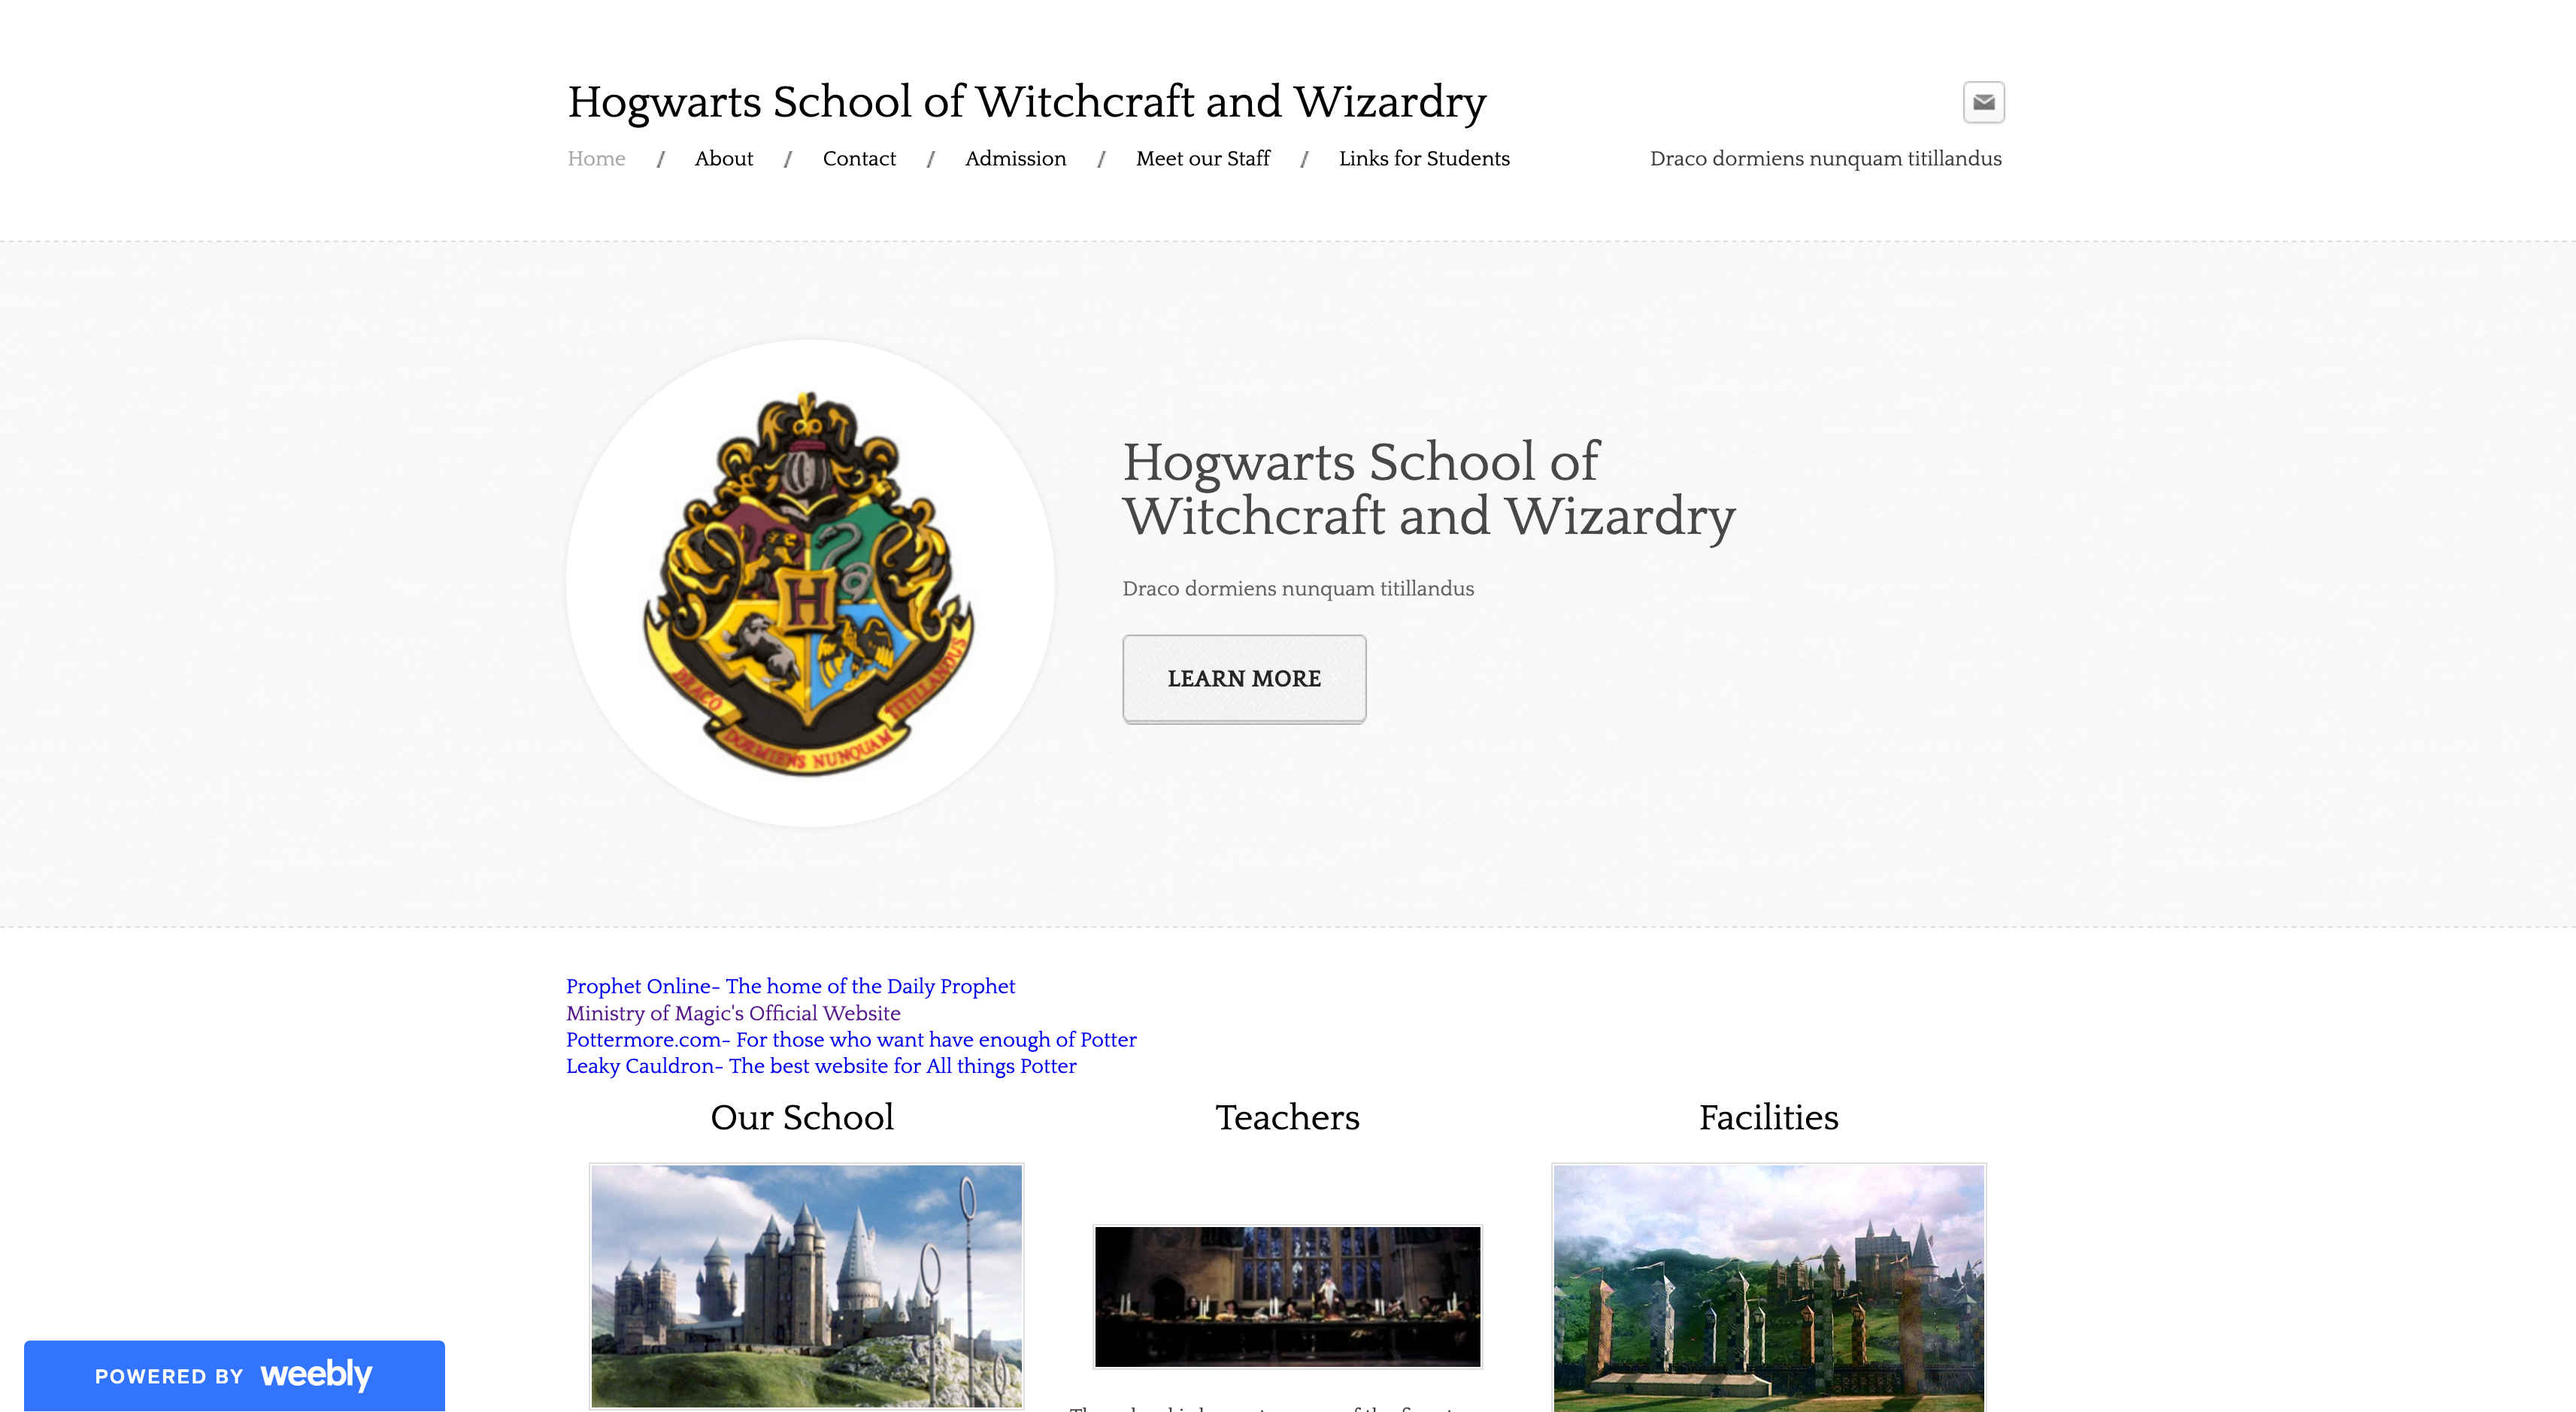 Hogwarts School of Witchcraft and Wizardry
Home / About / Contact / Admission / Meet our Staff / Links for Students
Draco dormiens nunquam titillandus
H
DRACO
DORMIENS NUNQUAM
TITILLANDUS
Hogwarts School of
Witchcraft and Wizardry
Draco dormiens nunquam titillandus
LEARN MORE
Prophet Online- The home of the Daily Prophet
Ministry of Magic's Official Website
Pottermore.com- For those who want have enough of Potter
Leaky Cauldron- The best website for All things Potter
Our School
Teachers
Facilities
POWERED BY weebly